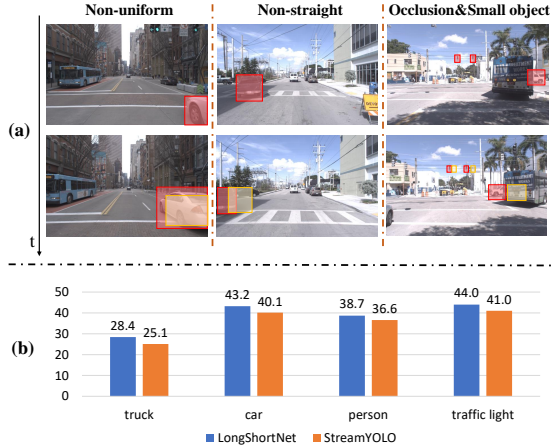 Non-uniform
Non-straight
Occlusion&Small object
(a)
t
50
40
30
20
10
0
28.4
25.1
43.2
40.1
38.7
36.6
44.0
41.0
(b)
truck
car
person
traffic light
LongShortNet
StreamYOLO